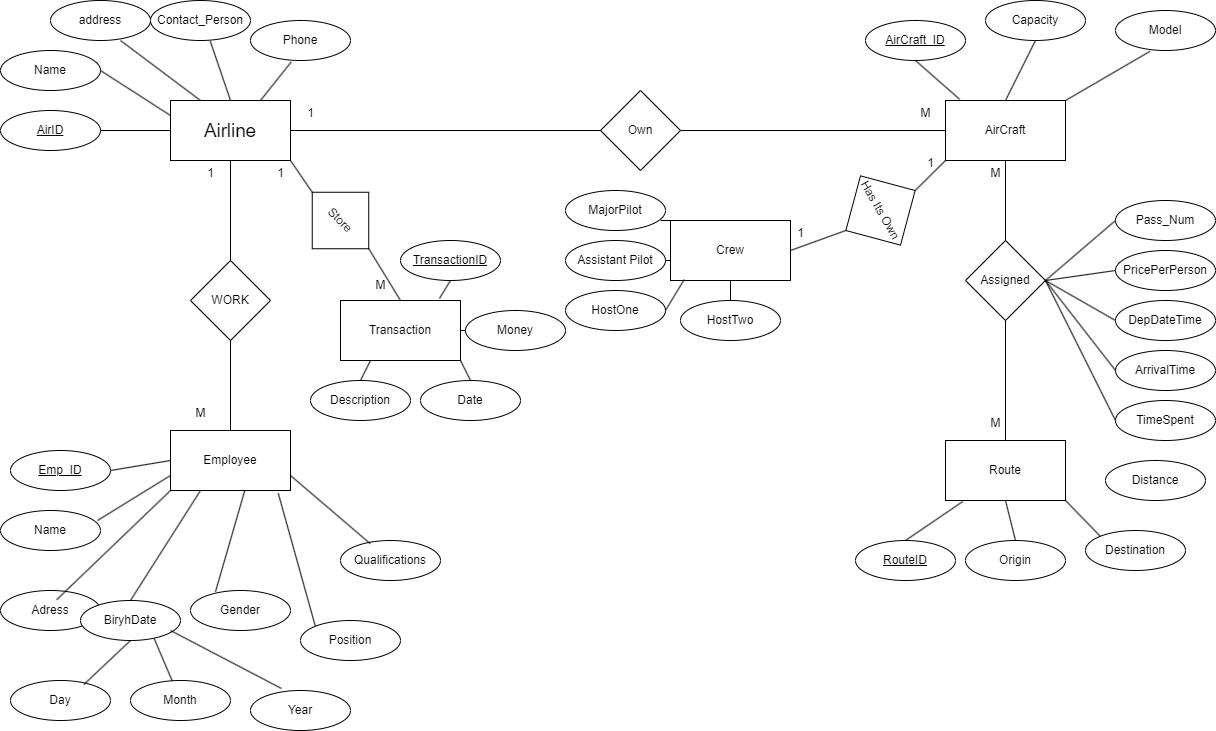 address
Contact_Person
Phone
Name
AirID
Airline
1
Own
M
AirCraft_ID
Capacity
Model
AirCraft
1
1
M
1
Store
MajorPilot
Assistant Pilot
HostOne
HostTwo
Crew
1
Has Its Own
Pass_Num
PricePerPerson
DepDateTime
ArrivalTime
TimeSpent
Assigned
WORK
M
TransactionID
Transaction
Money
Description
Date
M
M
Employee
Emp_ID
Name
Adress
BiryhDate
Gender
Position
Qualifications
Day
Month
Year
Route
Distance
RouteID
Origin
Destination